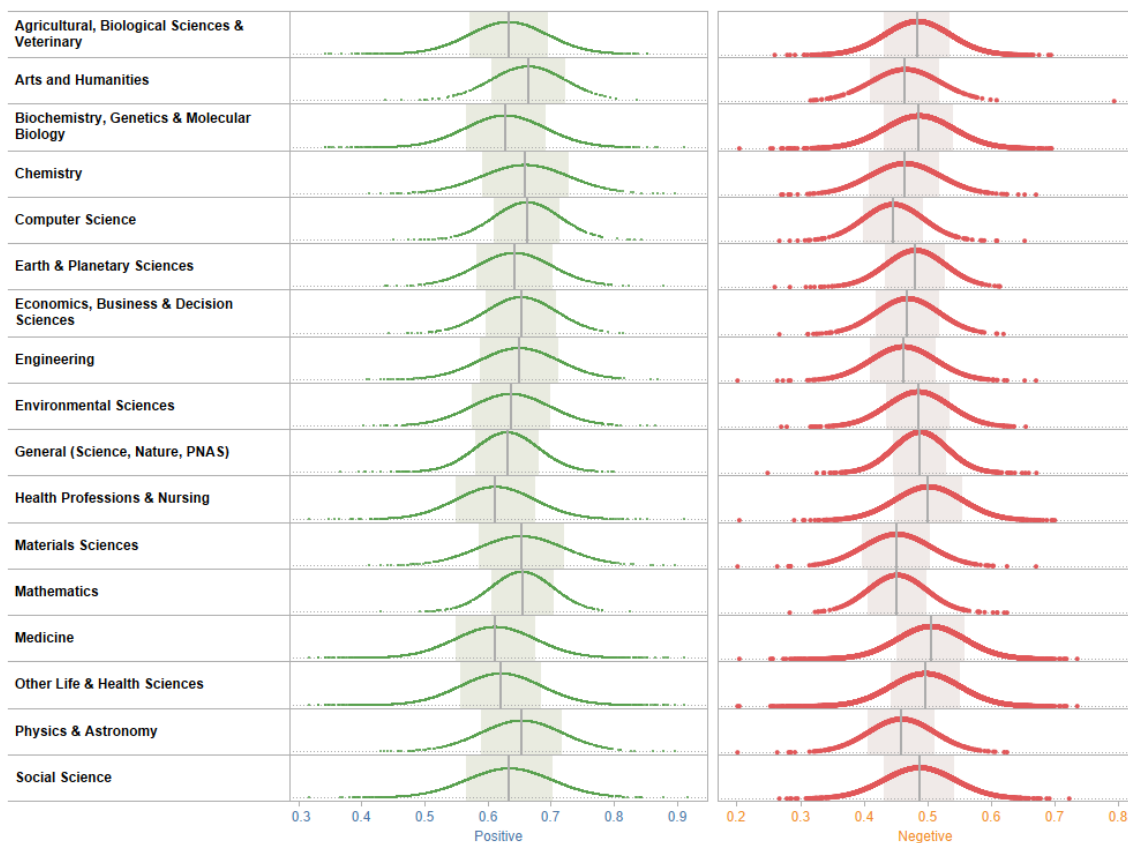 Agricultural, Biological Sciences &
Veterinary
Arts and Humanities
Biochemistry, Genetics & Molecular
Biology
Chemistry
Computer Science
Earth & Planetary Sciences
Economics, Business & Decision
Sciences
Engineering
Environmental Sciences
General (Science, Nature, PNAS)
Health Professions & Nursing
Materials Sciences
Mathematics
Medicine
Other Life & Health Sciences
Physics & Astronomy
Social Science
0.3 0.4 0.5 0.6 0.7 0.8 0.9
Positive
0.2 0.3 0.4 0.5 0.6 0.7 0.8
Negetive